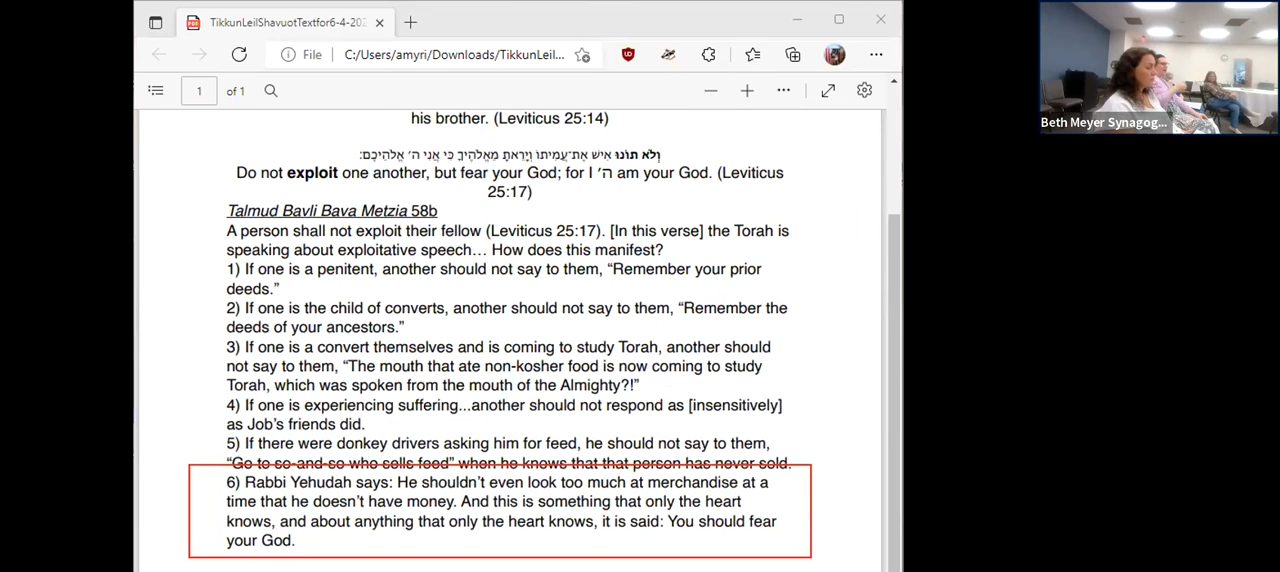 TikkunLeilShavuotTextfor6-4-202
File
C:/Users/amyri/Downloads/TikkunLeil...
1
of 1
his brother. (Leviticus 25:14)
וְלֹא תוֹנוּ אִישׁ אֶת־עֲמִיתוֹ וְיָרֵאתָ מֵאֱלֹהֶיךָ כִּי אֲנִי ה׳ אֱלֹהֵיכֶם:
Do not exploit one another, but fear your God; for I ה׳ am your God. (Leviticus
25:17)
Talmud Bavli Bava Metzia 58b
A person shall not exploit their fellow (Leviticus 25:17). [In this verse] the Torah is
speaking about exploitative speech… How does this manifest?
1) If one is a penitent, another should not say to them, “Remember your prior
deeds.”
2) If one is the child of converts, another should not say to them, “Remember the
deeds of your ancestors.”
3) If one is a convert themselves and is coming to study Torah, another should
not say to them, “The mouth that ate non-kosher food is now coming to study
Torah, which was spoken from the mouth of the Almighty?!”
4) If one is experiencing suffering...another should not respond as [insensitively]
as Job’s friends did.
5) If there were donkey drivers asking him for feed, he should not say to them,
“Go to so-and-so who sells feed” when he knows that that person has never sold.
6) Rabbi Yehudah says: He shouldn’t even look too much at merchandise at a
time that he doesn’t have money. And this is something that only the heart
knows, and about anything that only the heart knows, it is said: You should fear
your God.
Beth Meyer Synagog...